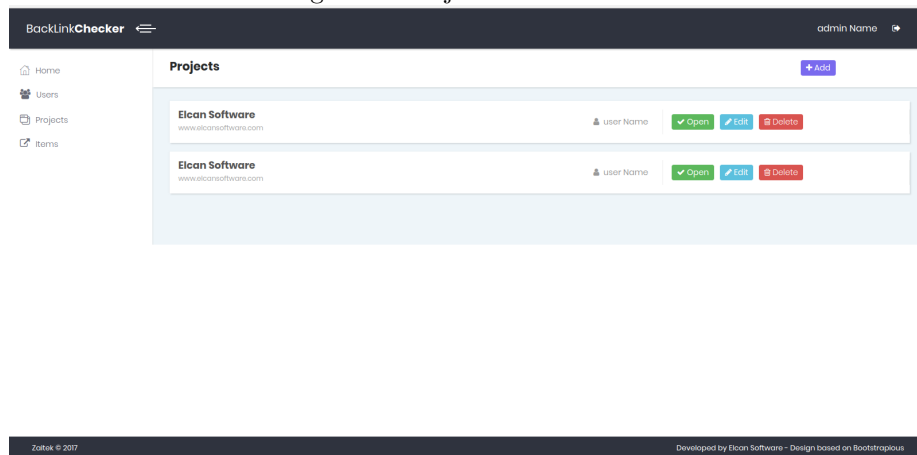 BackLinkChecker
admin Name
Home
Users
Projects
Items
Projects
Add
Elcan Software
www.elcansoftware.com
user Name
Open Edit Delete
Elcan Software
www.elcansoftware.com
user Name
Open Edit Delete
Zaitek © 2017
Developed by Elcan Software - Design based on Bootstrapious